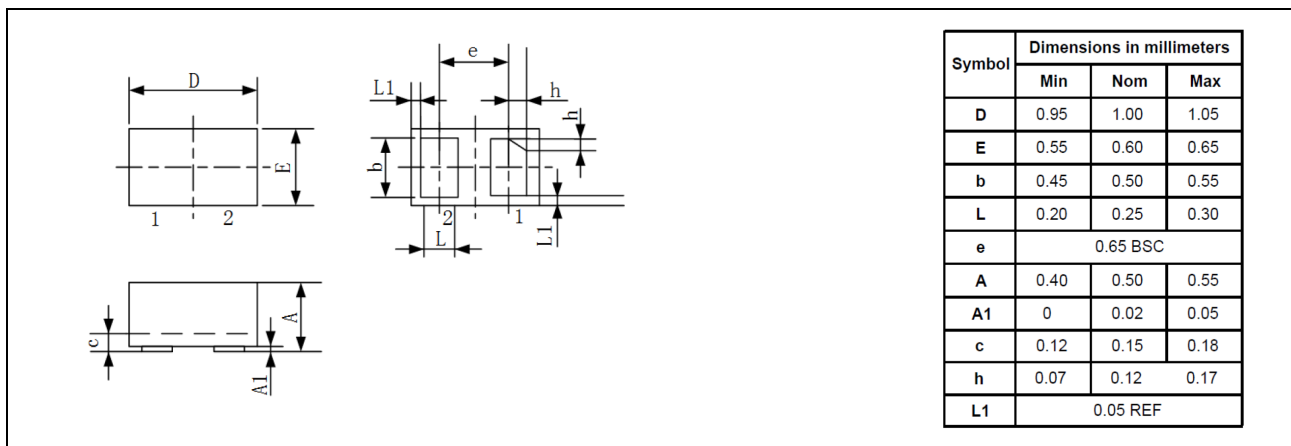 D
E
1 2
e
L1
h
h
b
2 1
L
L1
A
c
A1
Symbol Dimensions in millimeters
Min Nom Max
D 0.95 1.00 1.05
E 0.55 0.60 0.65
b 0.45 0.50 0.55
L 0.20 0.25 0.30
e 0.65 BSC
A 0.40 0.50 0.55
A1 0 0.02 0.05
c 0.12 0.15 0.18
h 0.07 0.12 0.17
L1 0.05 REF